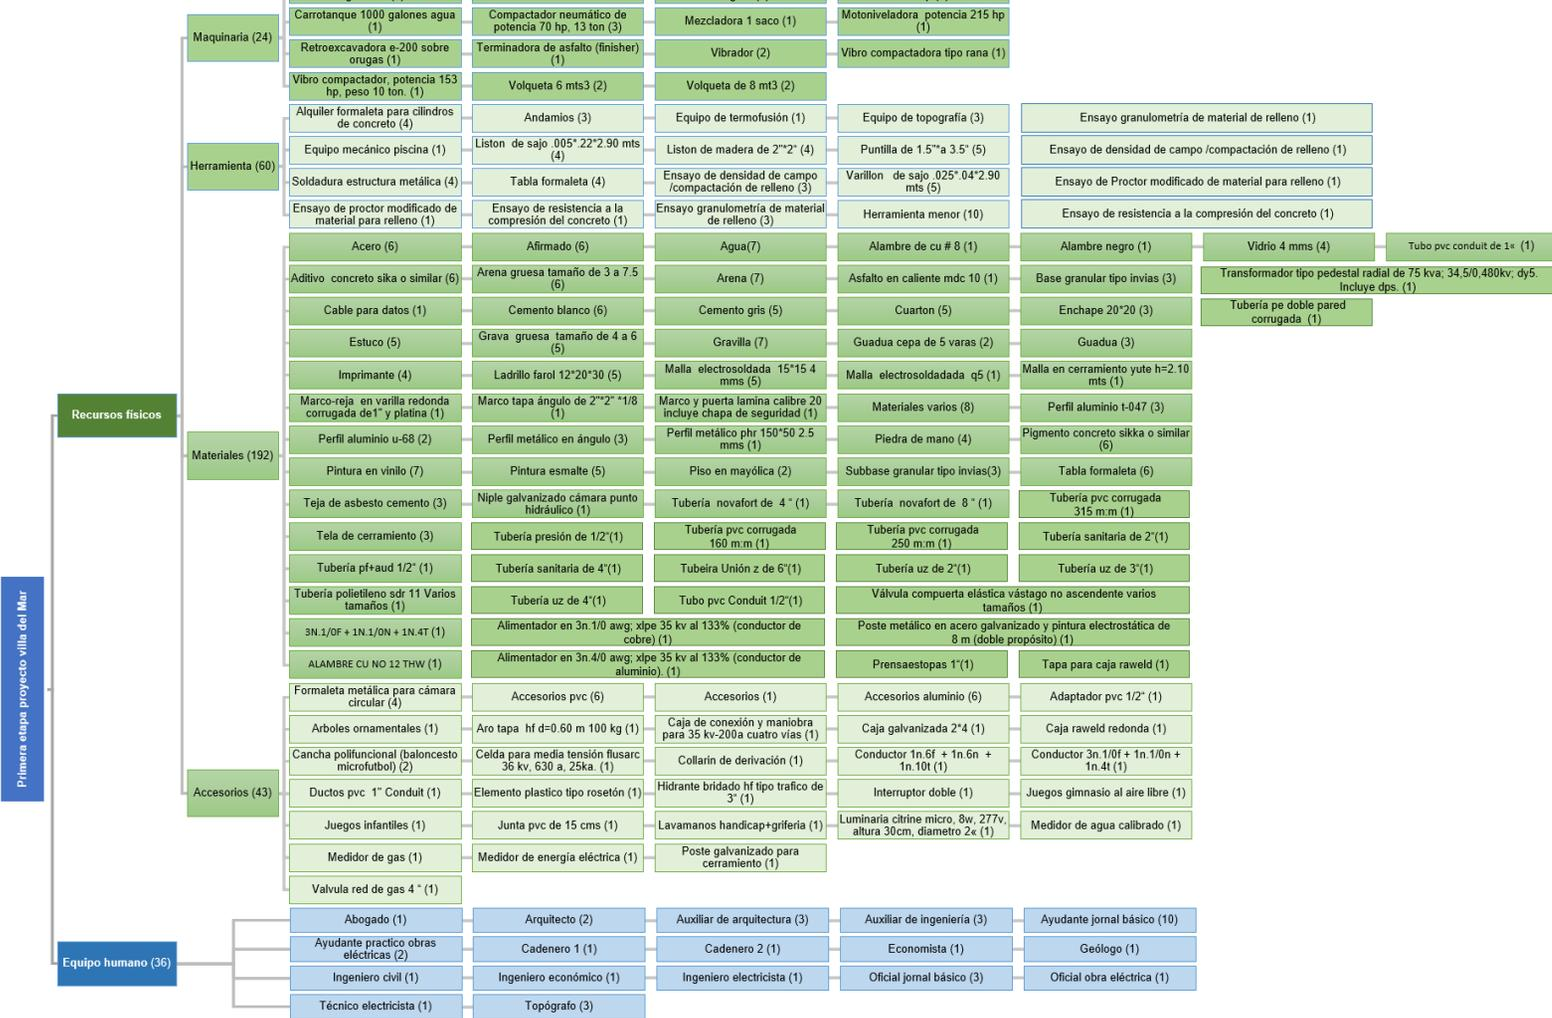 Carrotanque 1000 galones agua
(1)
Compactador neumático de
potencia 70 hp, 13 ton (3)
Mezcladora 1 saco (1)
Motoniveladora  potencia 215 hp
(1)
Maquinaria (24)
Retroexcavadora e-200 sobre
orugas (1)
Terminadora de asfalto (finisher)
(1)
Vibrador (2)
Vibro compactadora tipo rana (1)
Vibro compactador, potencia 153
hp, peso 10 ton. (1)
Volqueta 6 mts3 (2)
Volqueta de 8 mt3 (2)
Alquiler formaleta para cilindros
de concreto (4)
Andamios (3)
Equipo de termofusión (1)
Equipo de topografía (3)
Ensayo granulometría de material de relleno (1)
Herramienta (60)
Equipo mecánico piscina (1)
Liston  de sajo .005*.22*2.90 mts
(4)
Liston de madera de 2"*2" (4)
Puntilla de 1.5"*a 3.5" (5)
Ensayo de densidad de campo /compactación de relleno (1)
Soldadura estructura metálica (4)
Tabla formaleta (4)
Ensayo de densidad de campo
/compactación de relleno (3)
Varillon  de sajo .025*.04*2.90
mts (5)
Ensayo de Proctor modificado de material para relleno (1)
Ensayo de proctor modificado de
material para relleno (1)
Ensayo de resistencia a la
compresión del concreto (1)
Ensayo granulometría de material
de relleno (3)
Herramienta menor (10)
Ensayo de resistencia a la compresión del concreto (1)
Acero (6)
Afirmado (6)
Agua(7)
Alambre de cu # 8 (1)
Alambre negro (1)
Vidrio 4 mms (4)
Tubo pvc conduit de 1« (1)
Aditivo  concreto sika o similar (6)
Arena gruesa tamaño de 3 a 7.5
(6)
Arena (7)
Asfalto en caliente mdc 10 (1)
Base granular tipo invias (3)
Transformador tipo pedestal radial de 75 kva; 34,5/0,480kv; dy5.
Incluye dps. (1)
Cable para datos (1)
Cemento blanco (6)
Cemento gris (5)
Cuarton (5)
Enchape 20*20 (3)
Tubería pe doble pared
corrugada  (1)
Estuco (5)
Grava  gruesa  tamaño de 4 a 6
(5)
Gravilla (7)
Guadua cepa de 5 varas (2)
Guadua (3)
Imprimante (4)
Ladrillo farol 12*20*30 (5)
Malla  electrosoldada  15*15 4
mms (5)
Malla  electrosoldadada  q5 (1)
Malla en cerramiento yute h=2.10
mts (1)
Recursos físicos
Marco-reja  en varilla redonda
corrugada de1" y platina (1)
Marco tapa ángulo de 2"*2" *1/8
(1)
Marco y puerta lamina calibre 20
incluye chapa de seguridad (1)
Materiales varios (8)
Perfil aluminio t-047 (3)
Materiales (192)
Perfil aluminio u-68 (2)
Perfil metálico en ángulo (3)
Perfil metálico phr 150*50 2.5
mms (1)
Piedra de mano (4)
Pigmento concreto sikka o similar
(6)
Pintura en vinilo (7)
Pintura esmalte (5)
Piso en mayólica (2)
Subbase granular tipo invias(3)
Tabla formaleta (6)
Teja de asbesto cemento (3)
Niple galvanizado cámara punto
hidráulico (1)
Tubería  novafort de  4 " (1)
Tubería  novafort de  8 " (1)
Tubería pvc corrugada
315 m:m (1)
Tela de cerramiento (3)
Tubería presión de 1/2"(1)
Tubería pvc corrugada
160 m:m (1)
Tubería pvc corrugada
250 m:m (1)
Tubería sanitaria de 2"(1)
Tubería pf+aud 1/2" (1)
Tubería sanitaria de 4"(1)
Tubeira Unión z de 6"(1)
Tubería uz de 2"(1)
Tubería uz de 3"(1)
Tubería polietileno sdr 11 Varios
tamaños (1)
Tubería uz de 4"(1)
Tubo pvc Conduit 1/2"(1)
Válvula compuerta elástica vástago no ascendente varios
tamaños (1)
3N.1/0F + 1N.1/0N + 1N.4T (1)
Alimentador en 3n.1/0 awg; xlpe 35 kv al 133% (conductor de
cobre) (1)
Poste metálico en acero galvanizado y pintura electrostática de
8 m (doble propósito) (1)
ALAMBRE CU NO 12 THW (1)
Alimentador en 3n.4/0 awg; xlpe 35 kv al 133% (conductor de
aluminio). (1)
Prensaestopas 1"(1)
Tapa para caja raweld (1)
Primera etapa proyecto villa del Mar
Formaleta metálica para cámara
circular (4)
Accesorios pvc (6)
Accesorios (1)
Accesorios aluminio (6)
Adaptador pvc 1/2" (1)
Arboles ornamentales (1)
Aro tapa  hf d=0.60 m 100 kg (1)
Caja de conexión y maniobra
para 35 kv-200a cuatro vías (1)
Caja galvanizada 2*4 (1)
Caja raweld redonda (1)
Cancha polifuncional (baloncesto
microfutbol) (2)
Celda para media tensión flusarc
36 kv, 630 a, 25ka. (1)
Collarin de derivación (1)
Conductor 1n.6f  + 1n.6n  +
1n.10t (1)
Conductor 3n.1/0f + 1n.1/0n +
1n.4t (1)
Accesorios (43)
Ductos pvc  1" Conduit (1)
Elemento plastico tipo rosetón (1)
Hidrante bridado hf tipo trafico de
3" (1)
Interruptor doble (1)
Juegos gimnasio al aire libre (1)
Juegos infantiles (1)
Junta pvc de 15 cms (1)
Lavamanos handicap+griferia (1)
Luminaria citrine micro, 8w, 277v,
altura 30cm, diametro 2« (1)
Medidor de agua calibrado (1)
Medidor de gas (1)
Medidor de energía eléctrica (1)
Poste galvanizado para
cerramiento (1)
Valvula red de gas 4 " (1)
Abogado (1)
Arquitecto (2)
Auxiliar de arquitectura (3)
Auxiliar de ingeniería (3)
Ayudante jornal básico (10)
Equipo humano (36)
Ayudante practico obras
eléctricas (2)
Cadenero 1 (1)
Cadenero 2 (1)
Economista (1)
Geólogo (1)
Ingeniero civil (1)
Ingeniero económico (1)
Ingeniero electricista (1)
Oficial jornal básico (3)
Oficial obra eléctrica (1)
Técnico electricista (1)
Topógrafo (3)